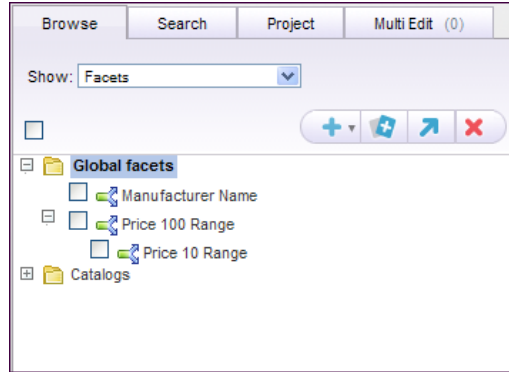 Browse Search Project Multi Edit (0)
Show: Facets
Global facets
Manufacturer Name
Price 100 Range
Price 10 Range
Catalogs